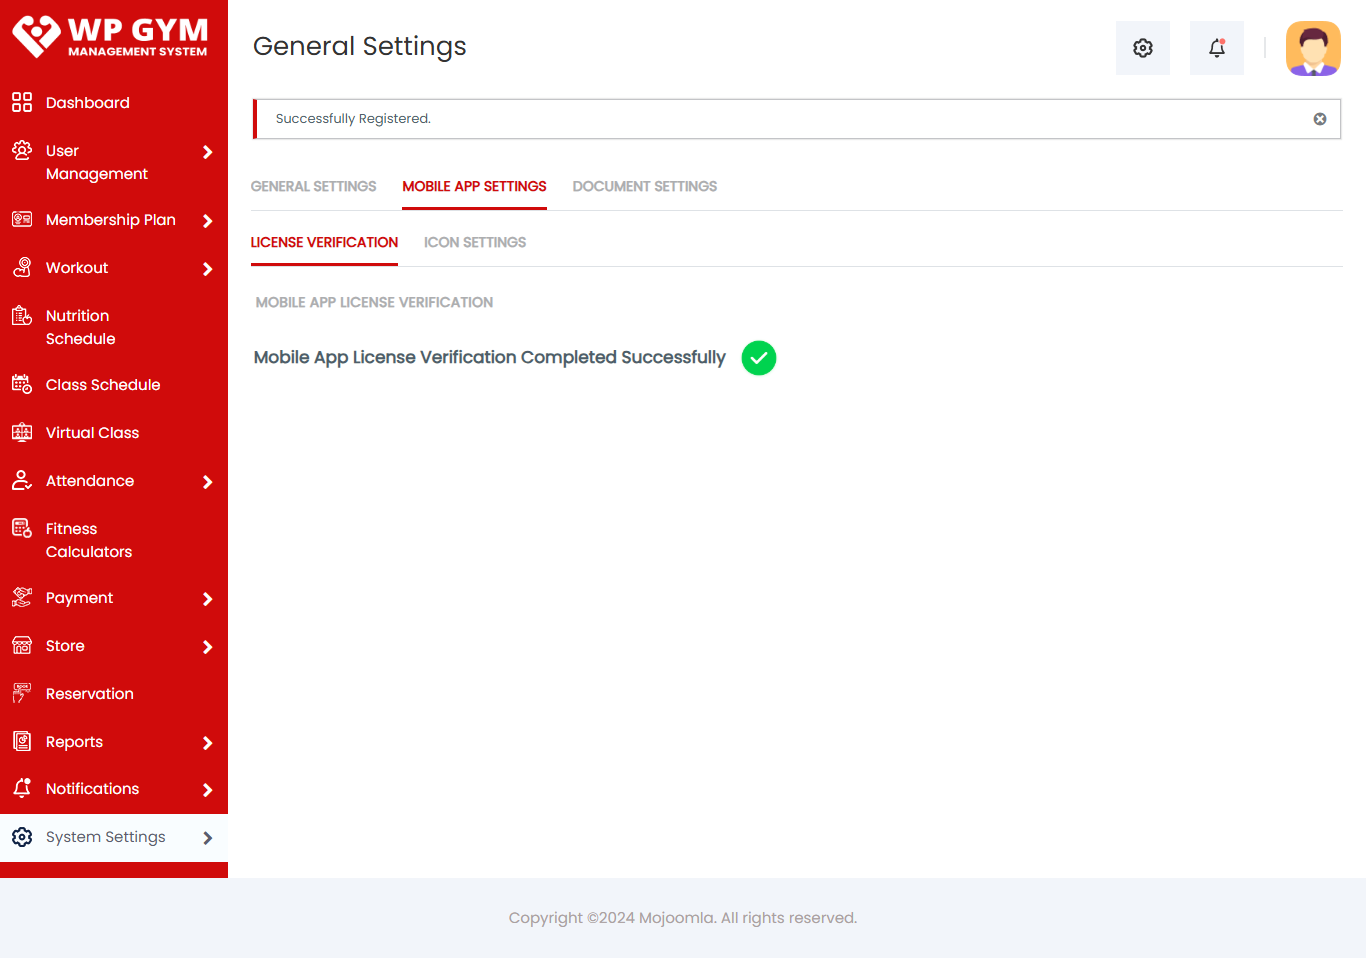 WP GYM
MANAGEMENT SYSTEM
Dashboard
User
Management
Membership Plan
Workout
Nutrition
Schedule
Class Schedule
Virtual Class
Attendance
Fitness
Calculators
Payment
Store
Reservation
Reports
Notifications
System Settings
General Settings
Successfully Registered.
GENERAL SETTINGS MOBILE APP SETTINGS DOCUMENT SETTINGS
LICENSE VERIFICATION ICON SETTINGS
MOBILE APP LICENSE VERIFICATION
Mobile App License Verification Completed Successfully
Copyright ©2024 Mojoomla. All rights reserved.